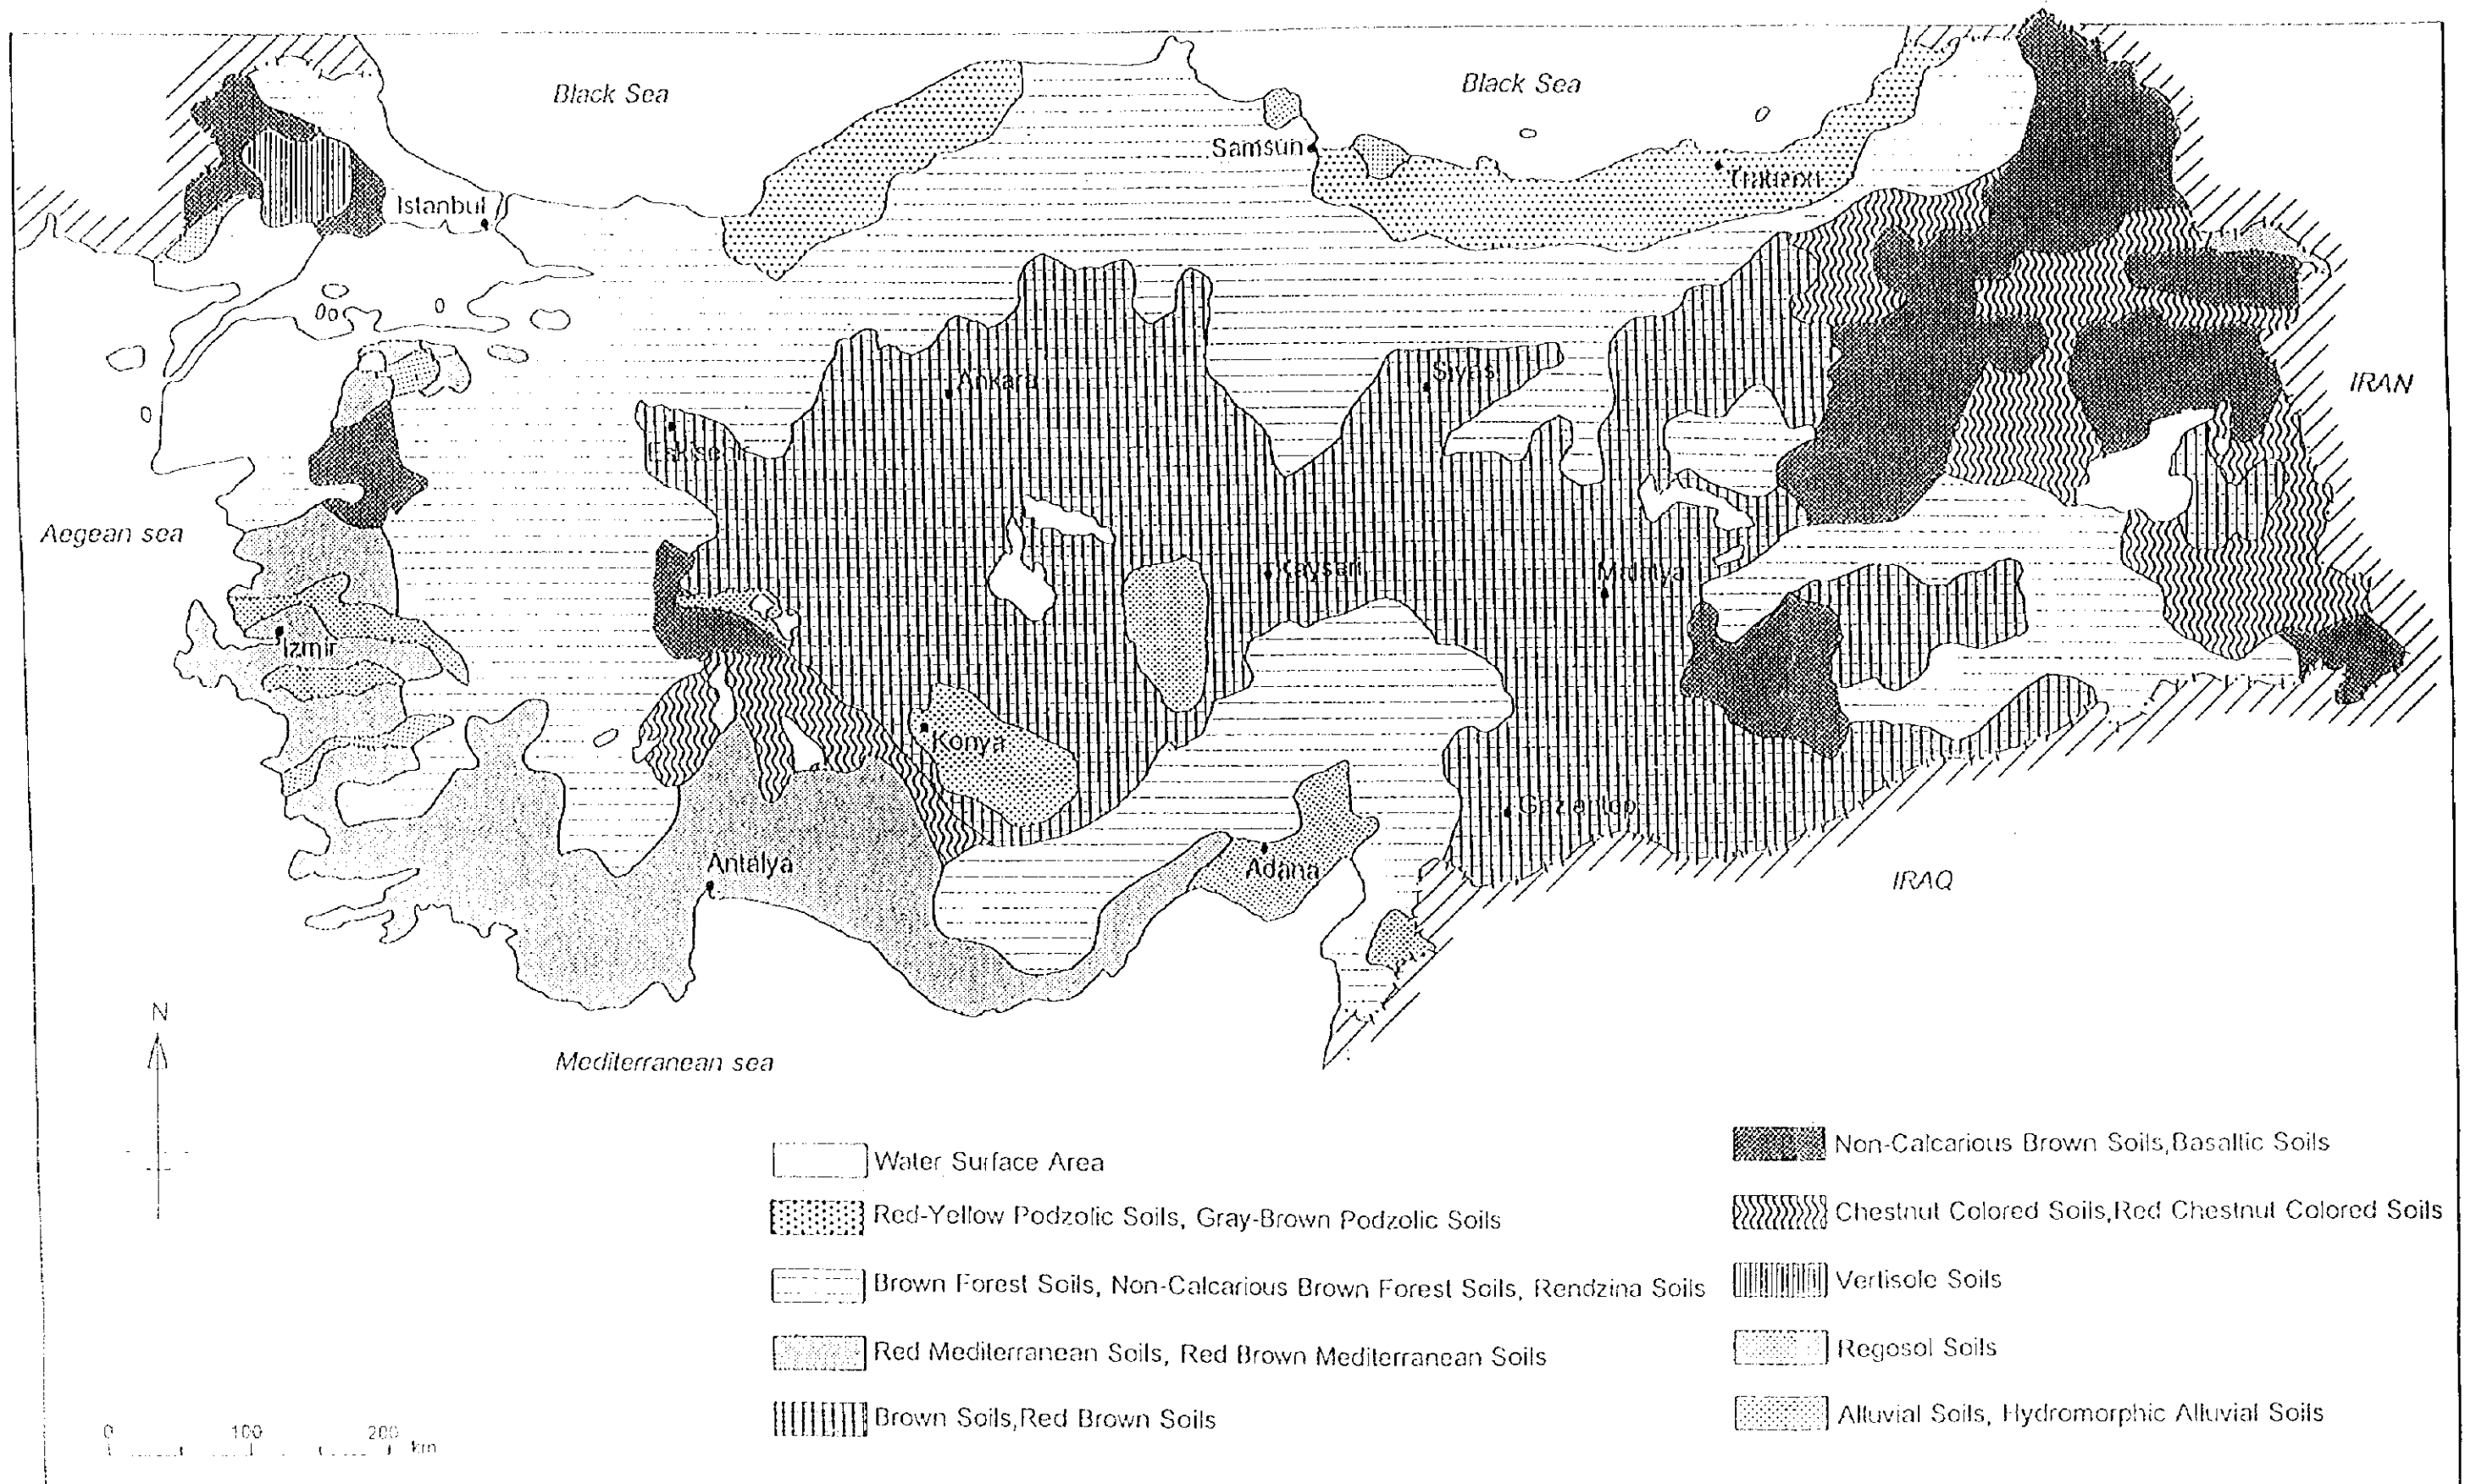 Black Sea
Black Sea
Samsun
Trabzon
Istanbul
IRAN
Ankara
Sivas
Eskisehir
Aegean sea
Kayseri
Malatya
Izmir
Konya
Gaziantep
Antalya
Adana
IRAQ
N
Mediterranean sea
Water Surface Area
Red-Yellow Podzolic Soils, Gray-Brown Podzolic Soils
Brown Forest Soils, Non-Calcarious Brown Forest Soils, Rendzina Soils
Red Mediterranean Soils, Red Brown Mediterranean Soils
Brown Soils,Red Brown Soils
Non-Calcarious Brown Soils,Basaltic Soils
Chestnut Colored Soils,Red Chestnut Colored Soils
Vertisole Soils
Regosol Soils
Alluvial Soils, Hydromorphic Alluvial Soils
0 100 200 km